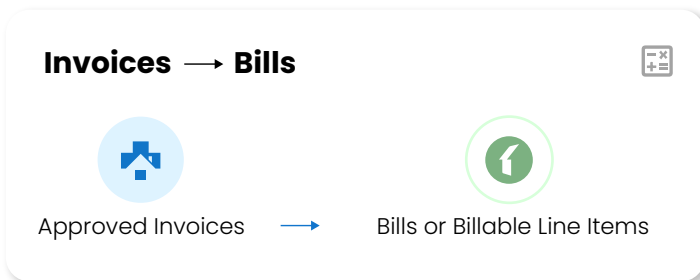 Invoices → Bills
Approved Invoices → Bills or Billable Line Items